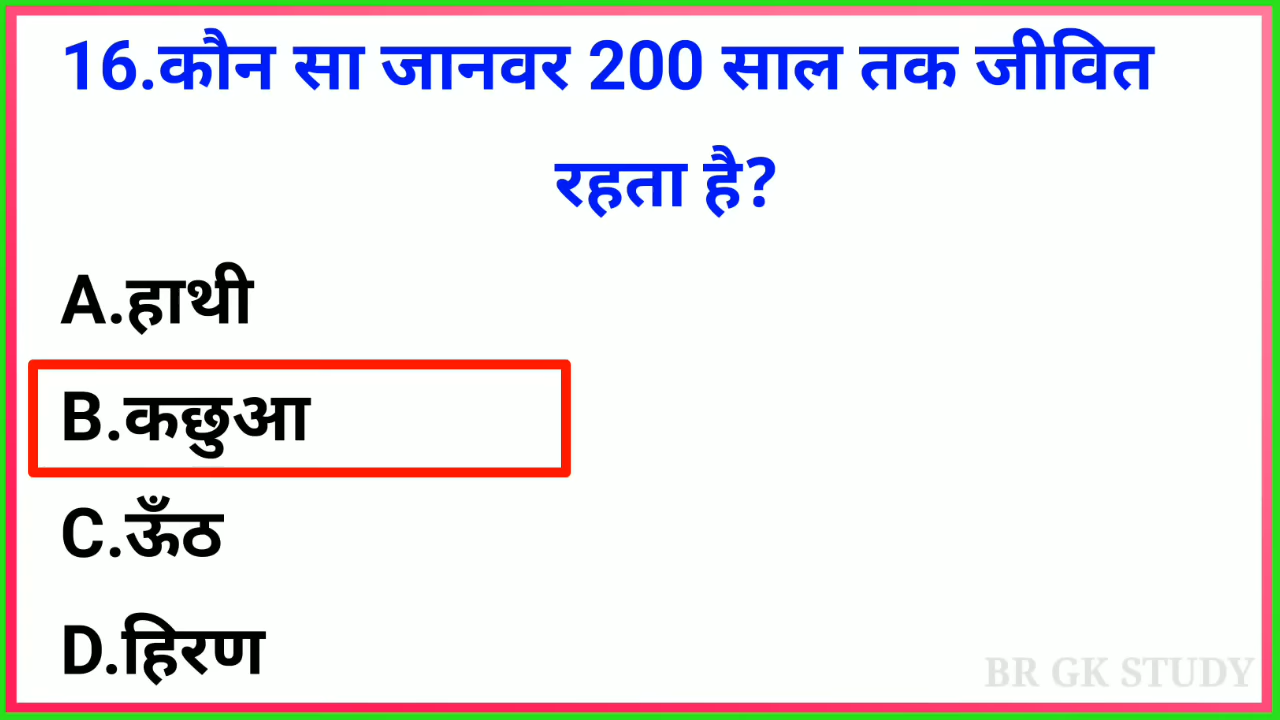 16.कौन सा जानवर 200 साल तक जीवित
रहता है?
A.हाथी
B.कछुआ
C.ऊँठ
D.हिरण
BR GK STUDY